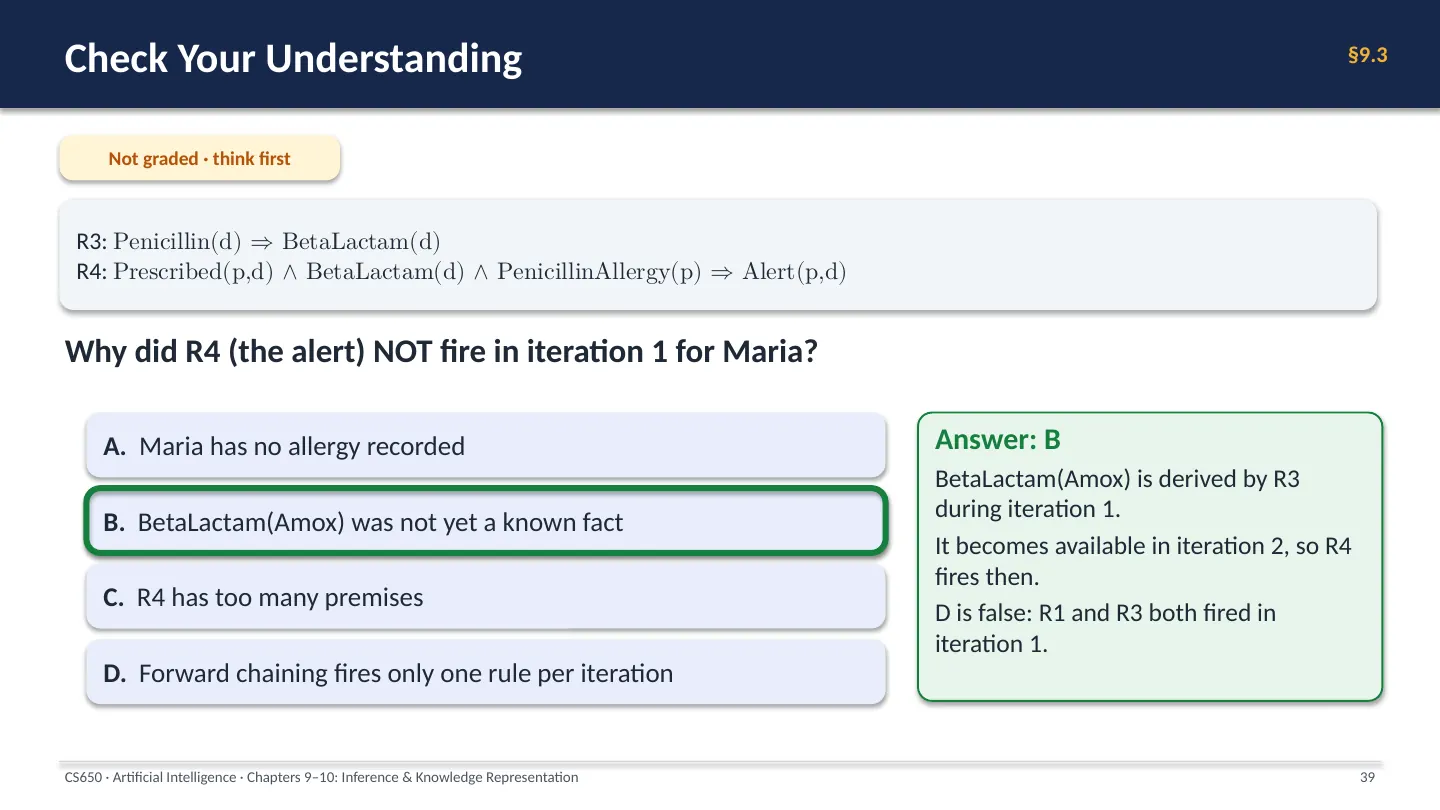 Check Your Understanding
§9.3
Not graded · think first
R3: Penicillin(d) ⇒ BetaLactam(d)
R4: Prescribed(p,d) ∧ BetaLactam(d) ∧ PenicillinAllergy(p) ⇒ Alert(p,d)
Why did R4 (the alert) NOT fire in iteration 1 for Maria?
A. Maria has no allergy recorded
B. BetaLactam(Amox) was not yet a known fact
C. R4 has too many premises
D. Forward chaining fires only one rule per iteration
Answer: B
BetaLactam(Amox) is derived by R3
during iteration 1.
It becomes available in iteration 2, so R4
fires then.
D is false: R1 and R3 both fired in
iteration 1.
CS650 · Artificial Intelligence · Chapters 9–10: Inference & Knowledge Representation
39